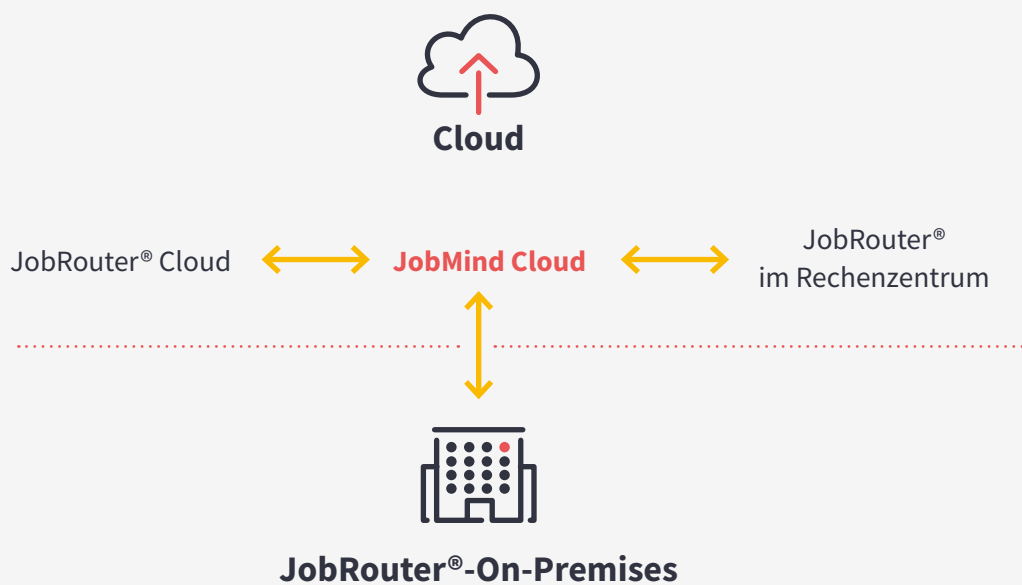 Cloud
JobRouter® Cloud
JobMind Cloud
JobRouter®
im Rechenzentrum
JobRouter®-On-Premises